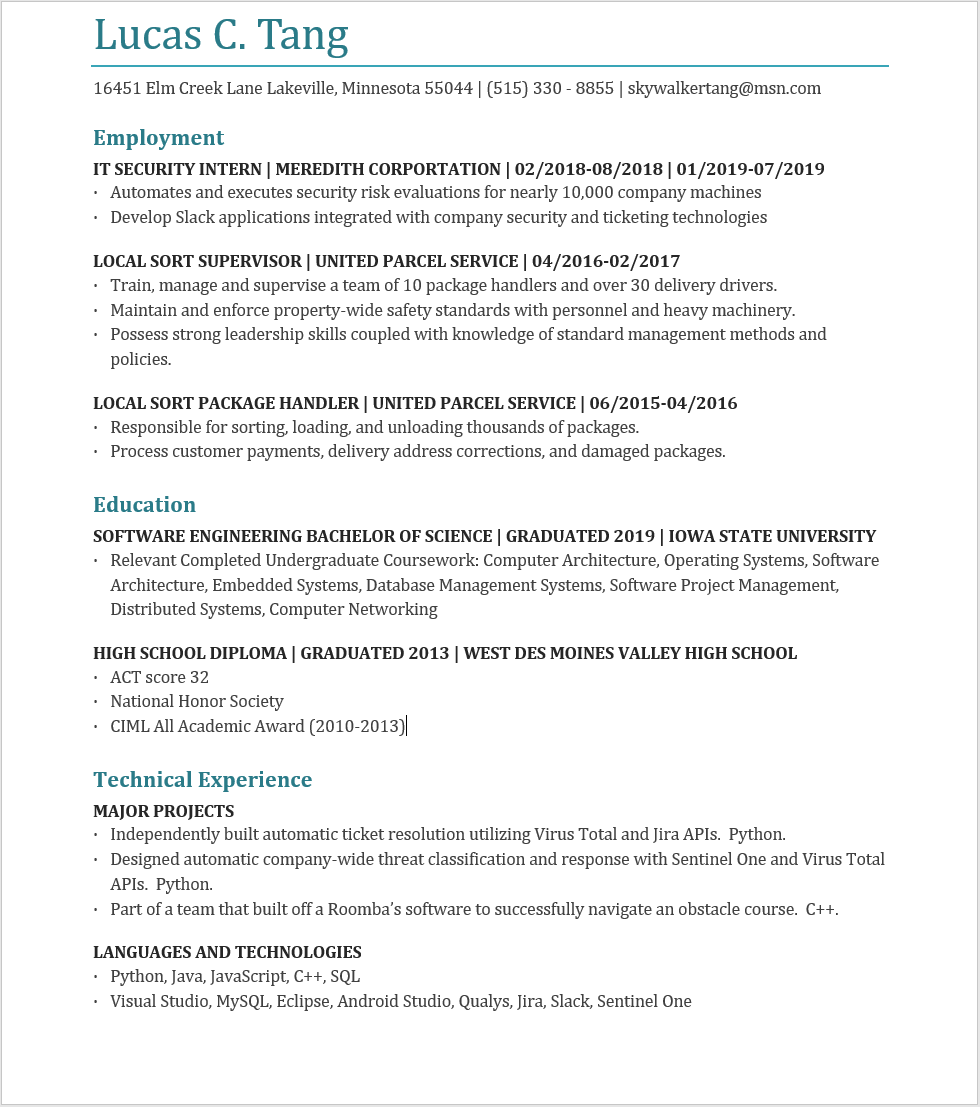 Lucas C. Tang
16451 Elm Creek Lane Lakeville, Minnesota 55044 | (515) 330 - 8855 | skywalkertang@msn.com
Employment
IT SECURITY INTERN | MEREDITH CORPORTATION | 02/2018-08/2018 | 01/2019-07/2019
· Automates and executes security risk evaluations for nearly 10,000 company machines
· Develop Slack applications integrated with company security and ticketing technologies
LOCAL SORT SUPERVISOR | UNITED PARCEL SERVICE | 04/2016-02/2017
· Train, manage and supervise a team of 10 package handlers and over 30 delivery drivers.
· Maintain and enforce property-wide safety standards with personnel and heavy machinery.
· Possess strong leadership skills coupled with knowledge of standard management methods and
policies.
LOCAL SORT PACKAGE HANDLER | UNITED PARCEL SERVICE | 06/2015-04/2016
· Responsible for sorting, loading, and unloading thousands of packages.
· Process customer payments, delivery address corrections, and damaged packages.
Education
SOFTWARE ENGINEERING BACHELOR OF SCIENCE | GRADUATED 2019 | IOWA STATE UNIVERSITY
· Relevant Completed Undergraduate Coursework: Computer Architecture, Operating Systems, Software
Architecture, Embedded Systems, Database Management Systems, Software Project Management,
Distributed Systems, Computer Networking
HIGH SCHOOL DIPLOMA | GRADUATED 2013 | WEST DES MOINES VALLEY HIGH SCHOOL
· ACT score 32
· National Honor Society
· CIML All Academic Award (2010-2013)
Technical Experience
MAJOR PROJECTS
· Independently built automatic ticket resolution utilizing Virus Total and Jira APIs.  Python.
· Designed automatic company-wide threat classification and response with Sentinel One and Virus Total
APIs.  Python.
· Part of a team that built off a Roomba’s software to successfully navigate an obstacle course.  C++.
LANGUAGES AND TECHNOLOGIES
· Python, Java, JavaScript, C++, SQL
· Visual Studio, MySQL, Eclipse, Android Studio, Qualys, Jira, Slack, Sentinel One